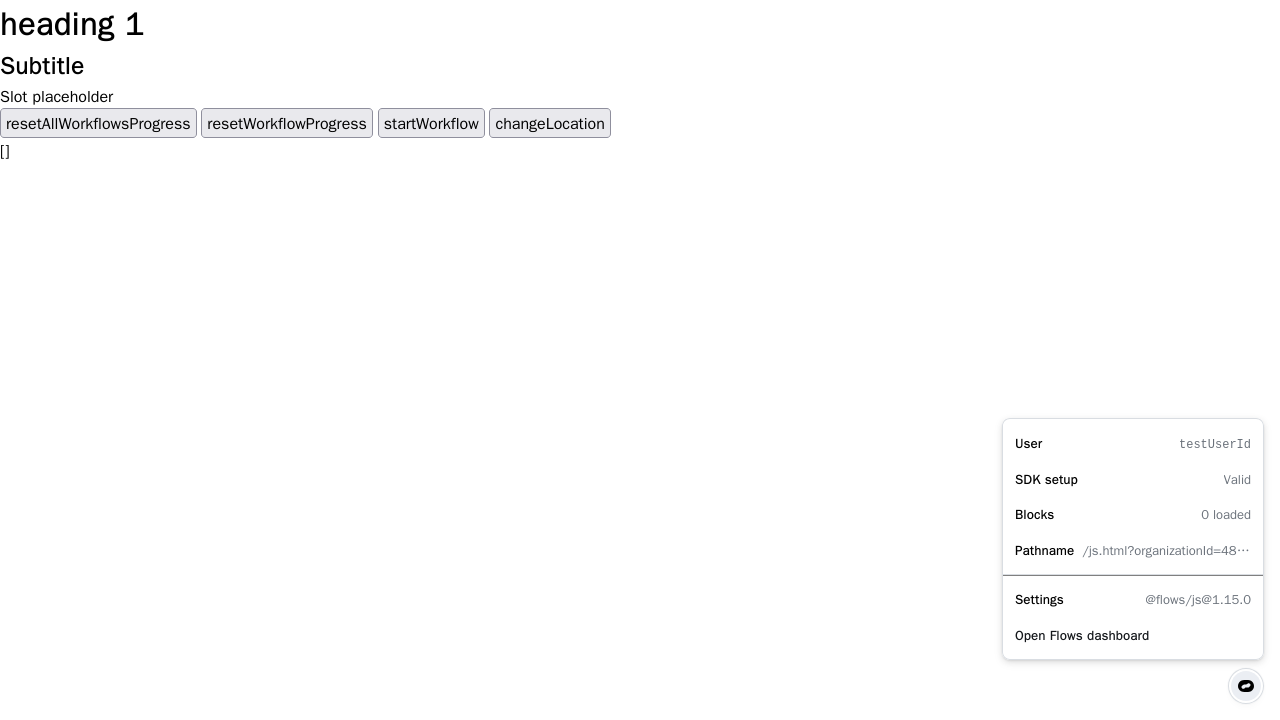 heading 1
Subtitle
Slot placeholder
resetAllWorkflowsProgress resetWorkflowProgress startWorkflow changeLocation
[]
User testUserId
SDK setup Valid
Blocks 0 loaded
Pathname /js.html?organizationId=48…
Settings @flows/js@1.15.0
Open Flows dashboard